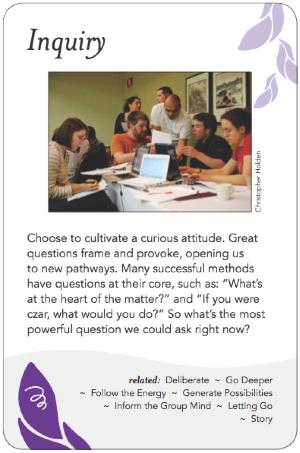 Inquiry
Christopher Holden
Choose to cultivate a curious attitude. Great
questions frame and provoke, opening us
to new pathways. Many successful methods
have questions at their core, such as: “What’s
at the heart of the matter?” and “If you were
czar, what would you do?” So what’s the most
powerful question we could ask right now?
related: Deliberate ~ Go Deeper
~ Follow the Energy ~ Generate Possibilities
~ Inform the Group Mind ~ Letting Go
~ Story